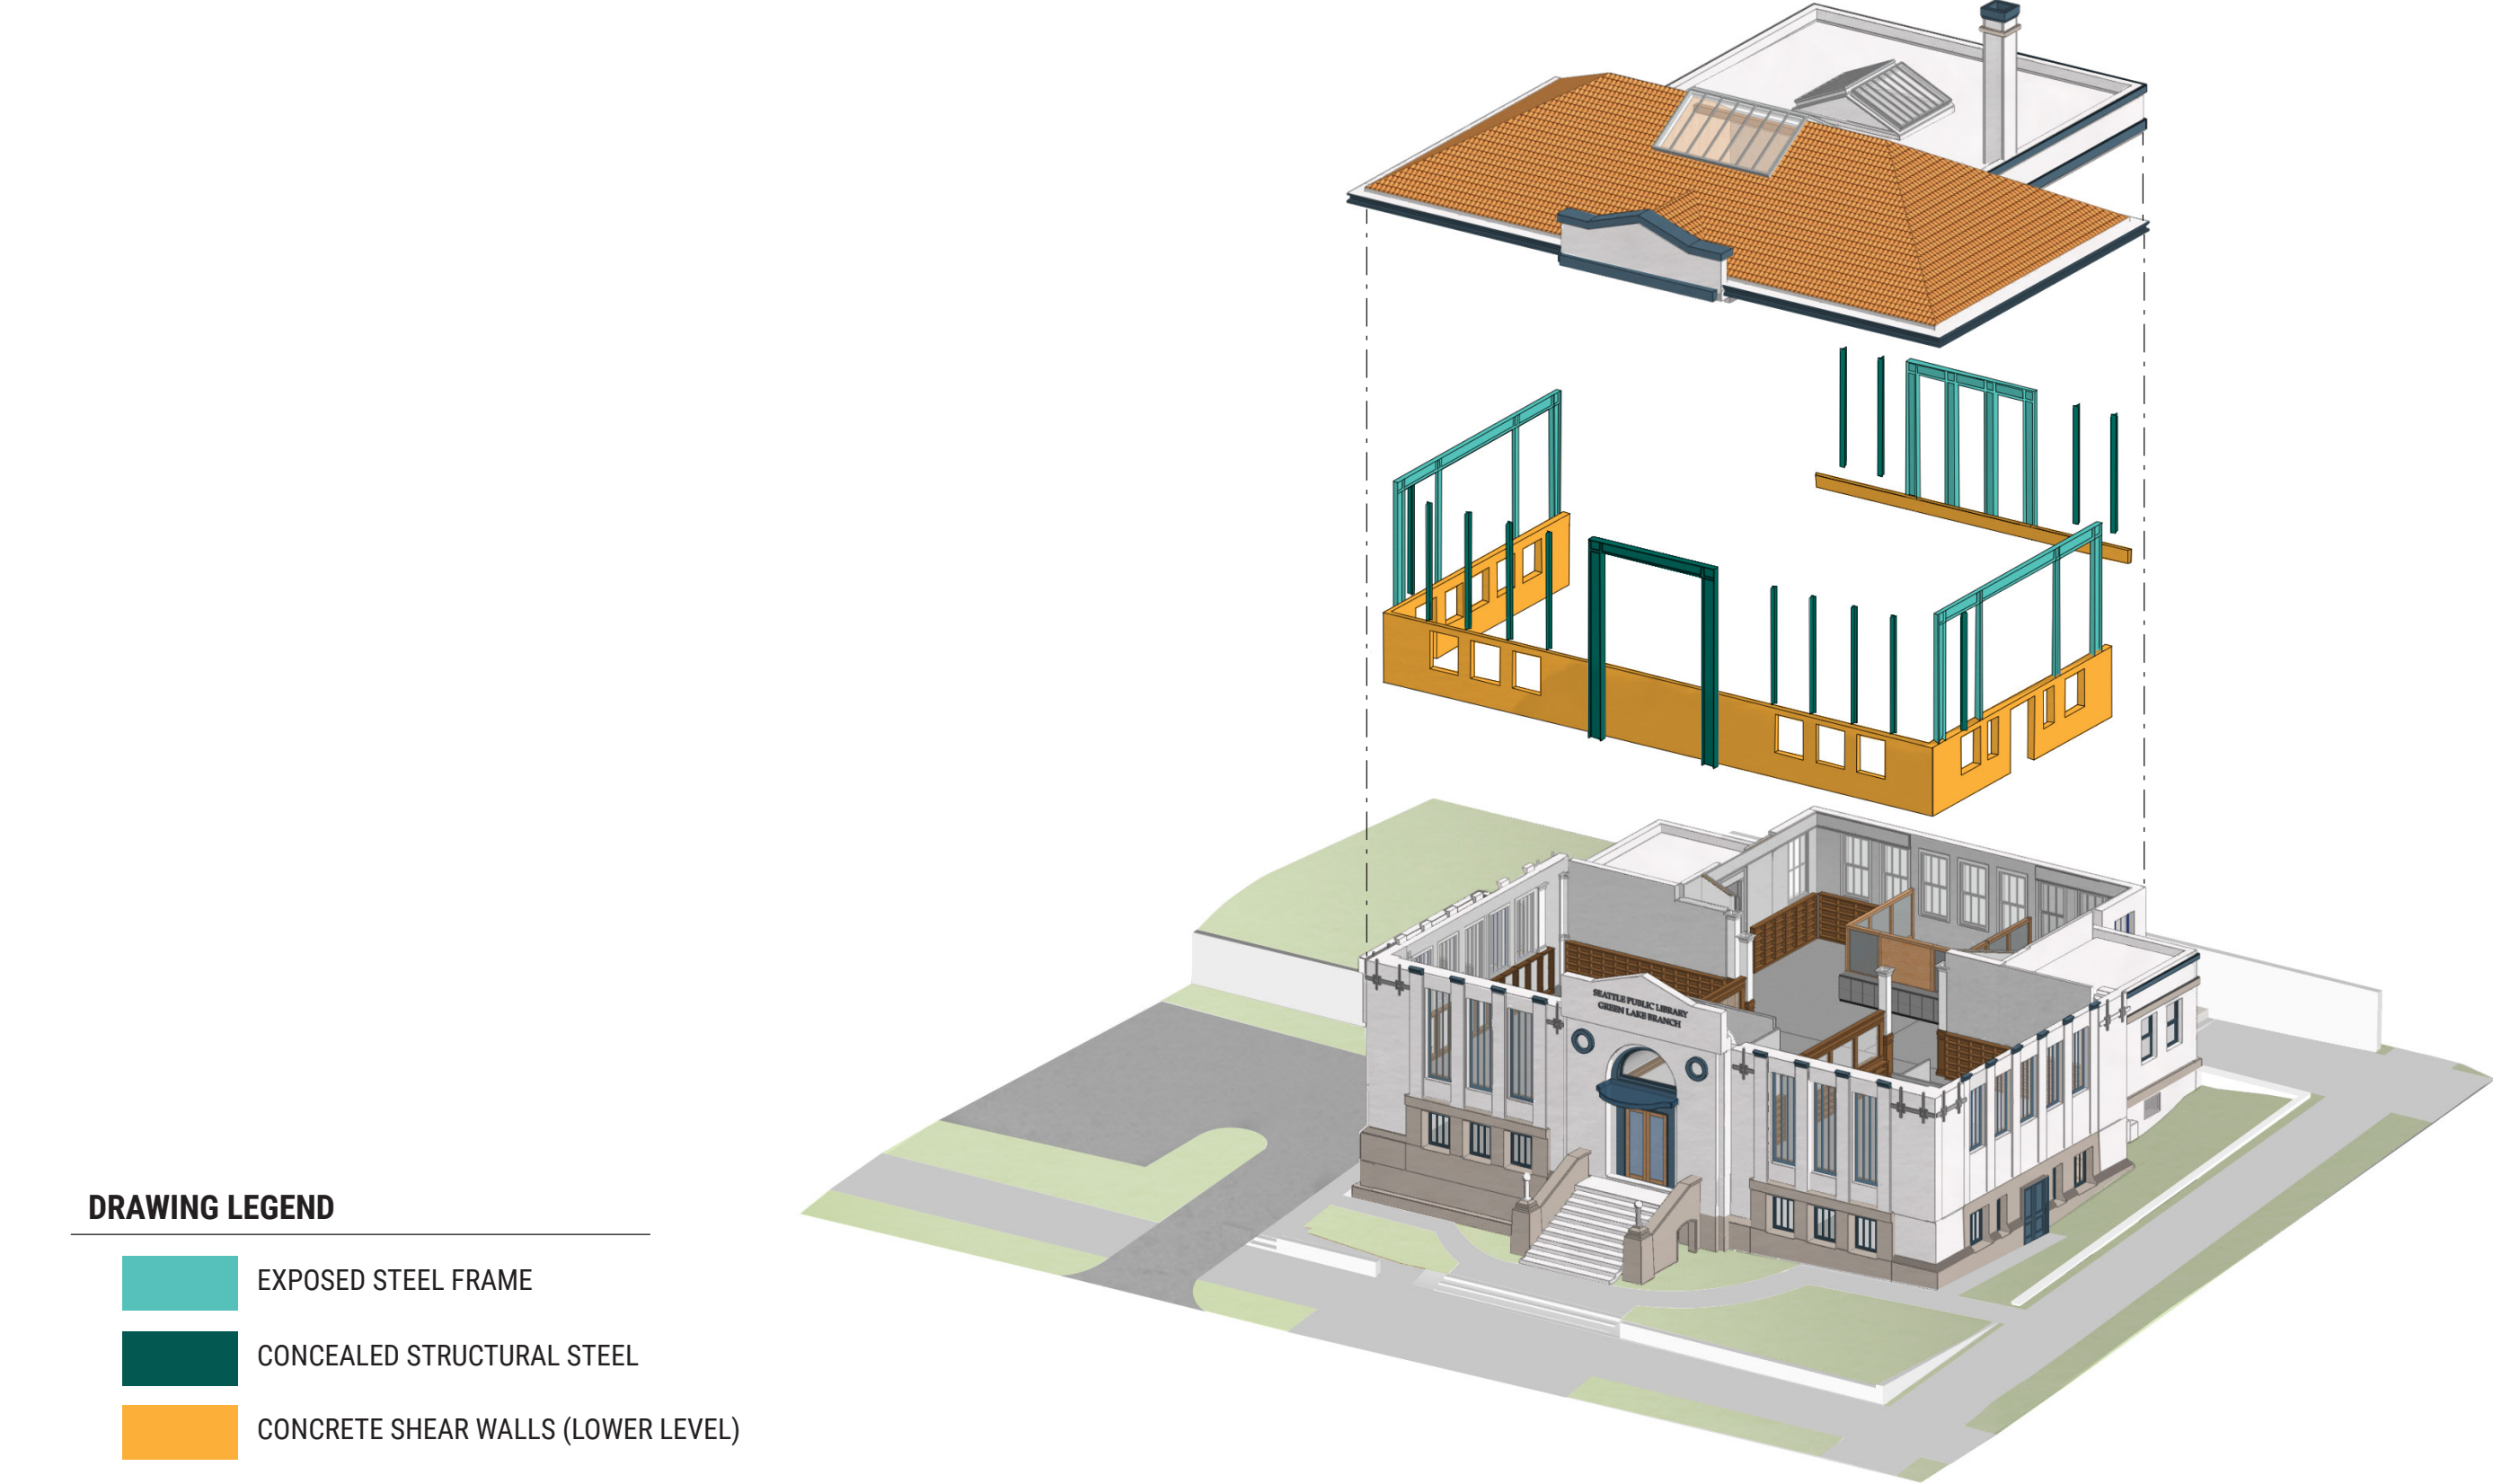 SEATTLE PUBLIC LIBRARY
GREEN LAKE BRANCH
DRAWING LEGEND
EXPOSED STEEL FRAME
CONCEALED STRUCTURAL STEEL
CONCRETE SHEAR WALLS (LOWER LEVEL)